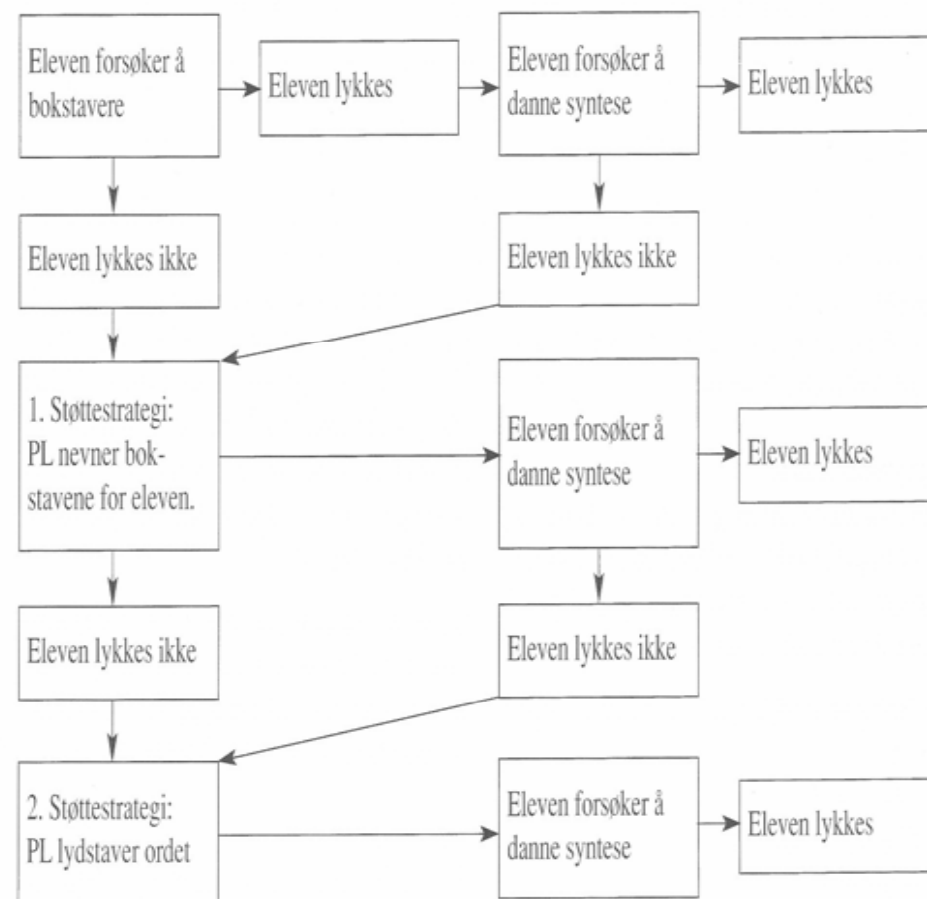 Eleven forsøker å
bokstavere
Eleven lykkes
Eleven forsøker å
danne syntese
Eleven lykkes
Eleven lykkes ikke
Eleven lykkes ikke
1. Støttestrategi:
PL nevner bok-
stavene for eleven.
Eleven forsøker å
danne syntese
Eleven lykkes
Eleven lykkes ikke
Eleven lykkes ikke
2. Støttestrategi:
PL lydstaver ordet
Eleven forsøker å
danne syntese
Eleven lykkes